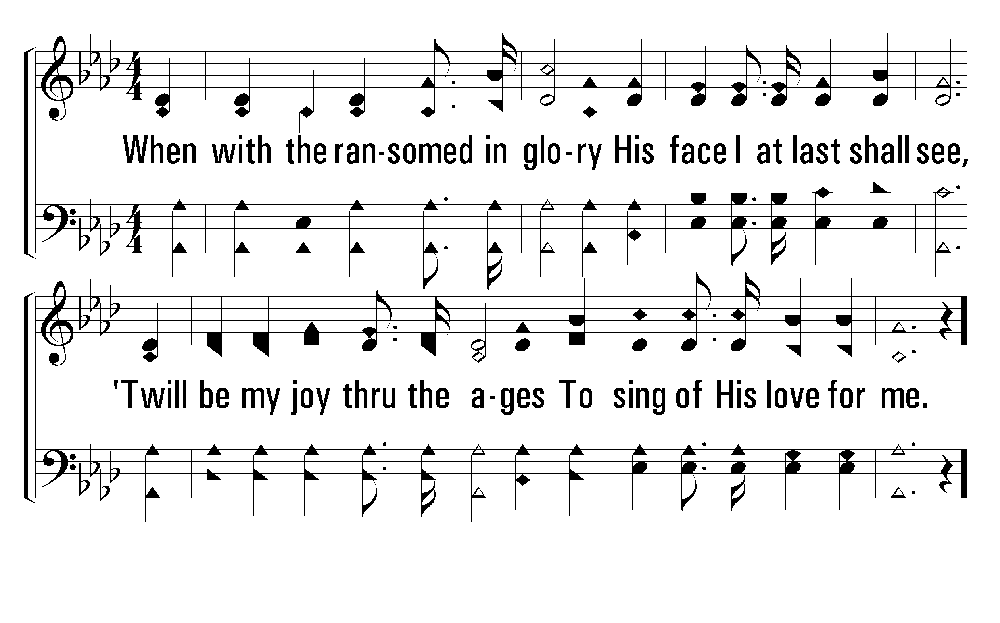 When with the ran-somed in glo-ry His face I at last shall see,
'Twill be my joy thru the a-ges To sing of His love for me.